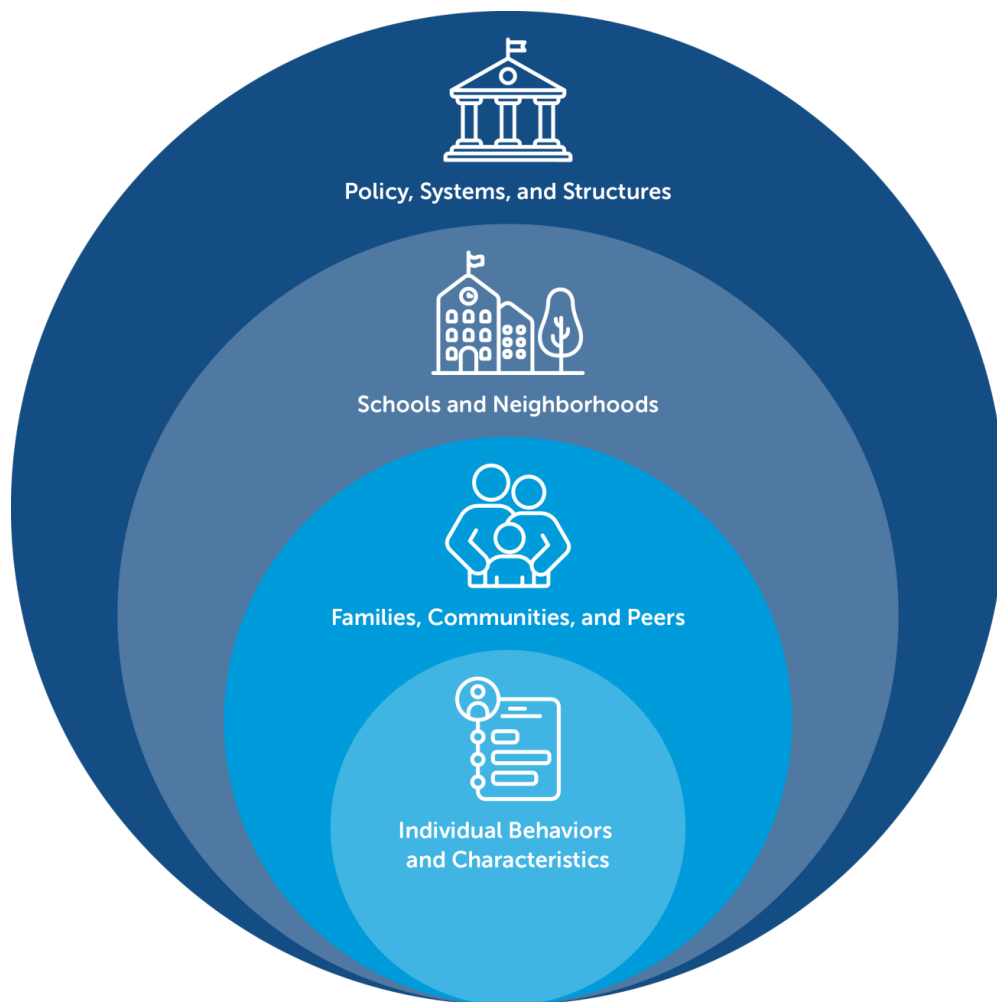 Policy, Systems, and Structures
Schools and Neighborhoods
Families, Communities, and Peers
Individual Behaviors
and Characteristics